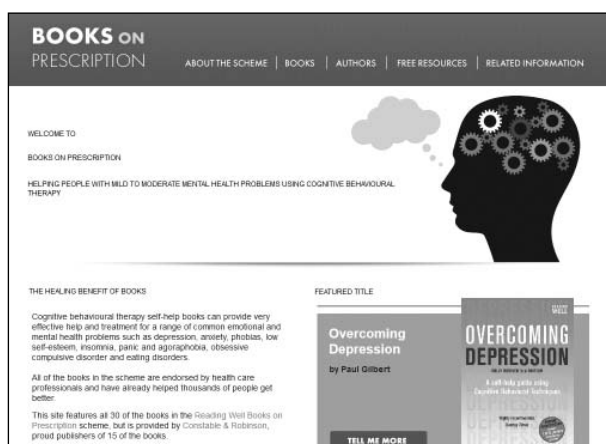 BOOKS ON
PRESCRIPTION
ABOUT THE SCHEME | BOOKS | AUTHORS | FREE RESOURCES | RELATED INFORMATION
WELCOME TO
BOOKS ON PRESCRIPTION
HELPING PEOPLE WITH MILD TO MODERATE MENTAL HEALTH PROBLEMS USING COGNITIVE BEHAVIOURAL
THERAPY
THE HEALING BENEFIT OF BOOKS
Cognitive behavioural therapy self-help books can provide very
effective help and treatment for a range of common emotional and
mental health problems such as depression, anxiety, phobias, low
self-esteem, insomnia, panic and agoraphobia, obsessive
compulsive disorder and eating disorders.
All of the books in the scheme are endorsed by health care
professionals and have already helped thousands of people get
better.
This site features all 30 of the books in the Reading Well Books on
Prescription scheme, but is provided by Constable & Robinson,
proud publishers of 15 of the books.
FEATURED TITLE
Overcoming
Depression
by Paul Gilbert
TELL ME MORE
OVERCOMING
DEPRESSION
A self-help guide using
Cognitive Behavioral Techniques